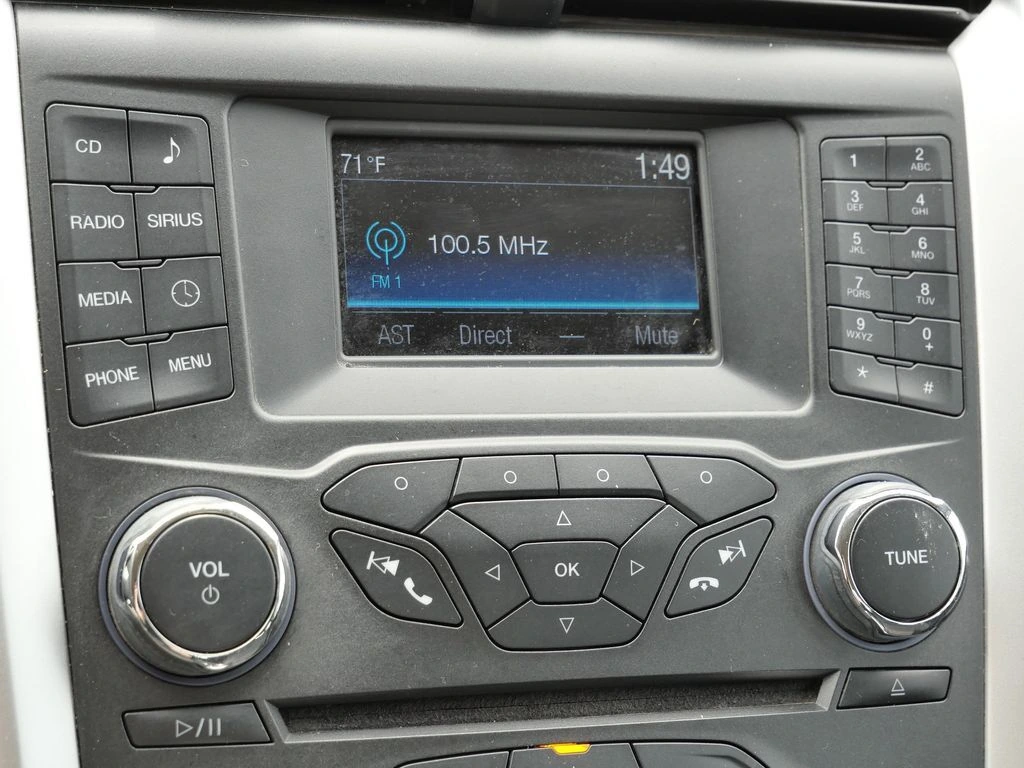 CD
RADIO SIRIUS
MEDIA
PHONE MENU
71°F 1:49
100.5 MHz
FM 1
AST Direct — Mute
1 2 ABC
3 DEF 4 GHI
5 JKL 6 MNO
7 PQRS 8 TUV
9 WXYZ 0 +
* #
VOL
OK
TUNE